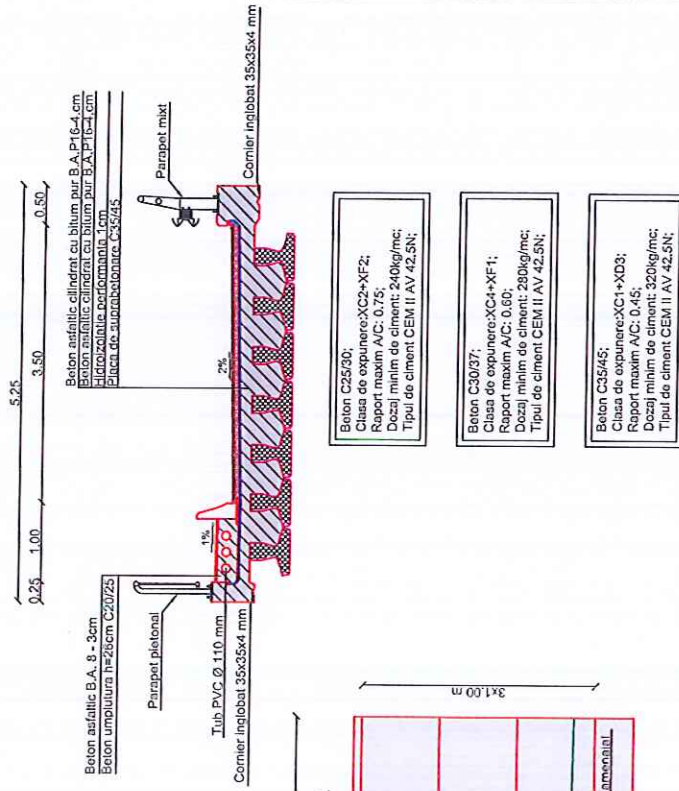 5.25
0.25
1.00
3.50
0.50
Beton asfaltic cilindrat cu bitum pur B.A.P16-4.cm
Beton asfaltic cilindrat cu bitum pur B.A.P16-4.cm
Hidroizolatie performanta 1cm
Placa de suprabetonare C35/45
Beton asfaltic B.A. 8 - 3cm
Beton umplutura h=26cm C20/25
Parapet pietonal
Parapet mixt
1%
2%
Tub PVC Ø 110 mm
Cornier inglobat 35x35x4 mm
Cornier inglobat 35x35x4 mm
Beton C25/30;
Clasa de expunere:XC2+XF2;
Raport maxim A/C: 0.75;
Dozaj minim de ciment: 240kg/mc;
Tipul de ciment CEM II AV 42.5N;
Beton C30/37;
Clasa de expunere:XC4+XF1;
Raport maxim A/C: 0.60;
Dozaj minim de ciment: 280kg/mc;
Tipul de ciment CEM II AV 42.5N;
Beton C35/45;
Clasa de expunere:XC1+XD3;
Raport maxim A/C: 0.45;
Dozaj minim de ciment: 320kg/mc;
Tipul de ciment CEM II AV 42.5N;
3x1.00 m
amenajat